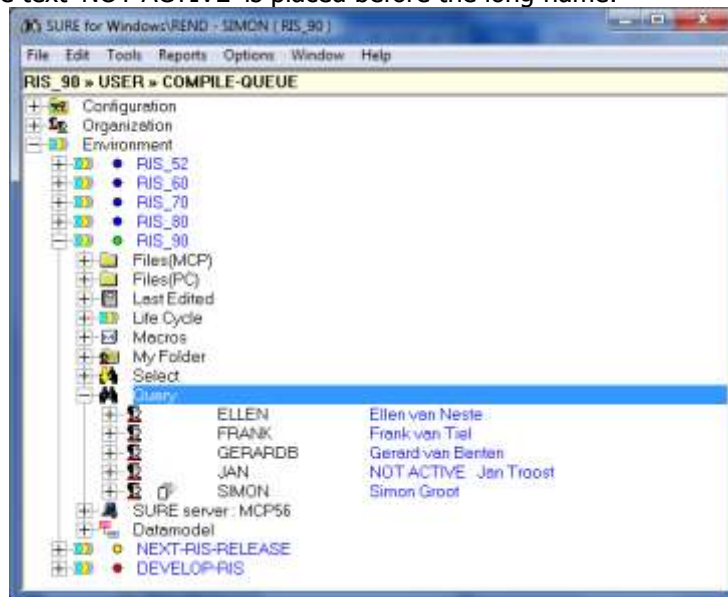 e text 'NOT ACTIVE' is placed before the long name.
SURE for Windows\REND - SIMON ( RIS_90 )
File Edit Tools Reports Options Window Help
RIS_90 » USER » COMPILE-QUEUE
Configuration
Organization
Environment
RIS_52
RIS_60
RIS_70
RIS_80
RIS_90
Files(MCP)
Files(PC)
Last Edited
Life Cycle
Macros
My Folder
Select
Query
ELLEN Ellen van Neste
FRANK Frank van Tiel
GERARDB Gerard van Benten
JAN NOT ACTIVE Jan Troost
SIMON Simon Groot
SURE server : MCP56
Datamodel
NEXT-RIS-RELEASE
DEVELOP-RIS